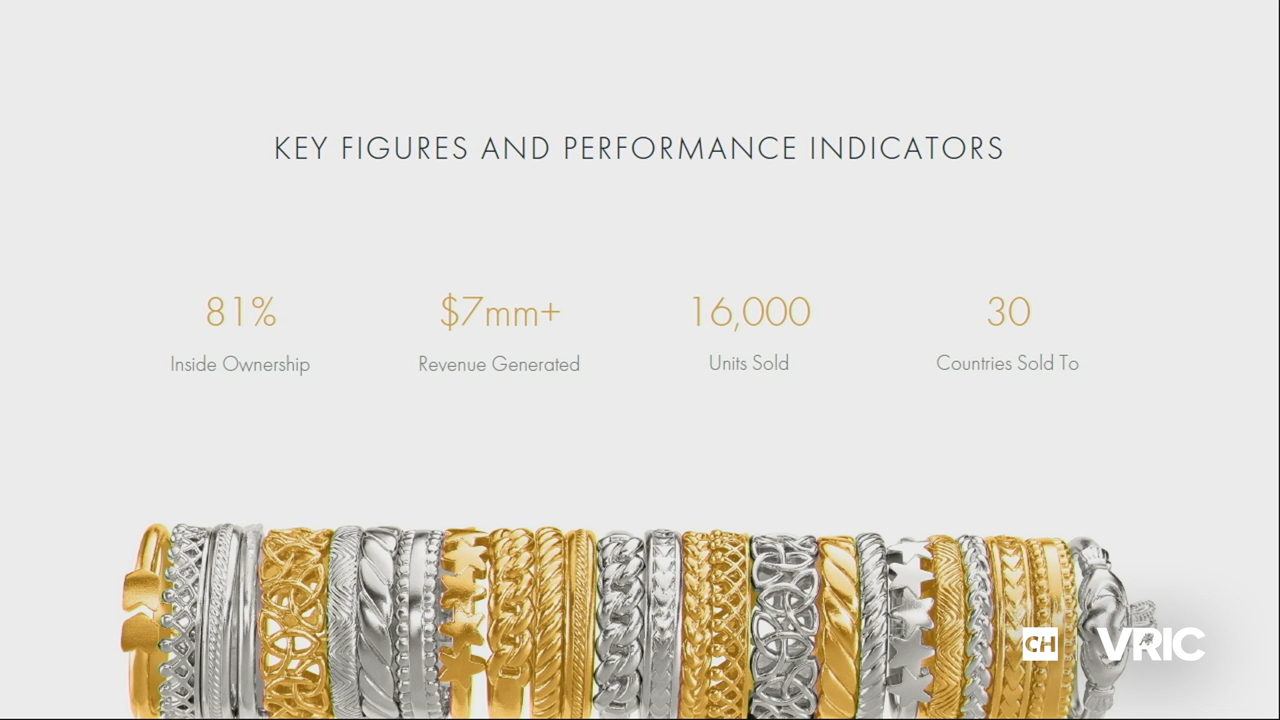 KEY FIGURES AND PERFORMANCE INDICATORS
81%
Inside Ownership
$7mm+
Revenue Generated
16,000
Units Sold
30
Countries Sold To
CH VRIC